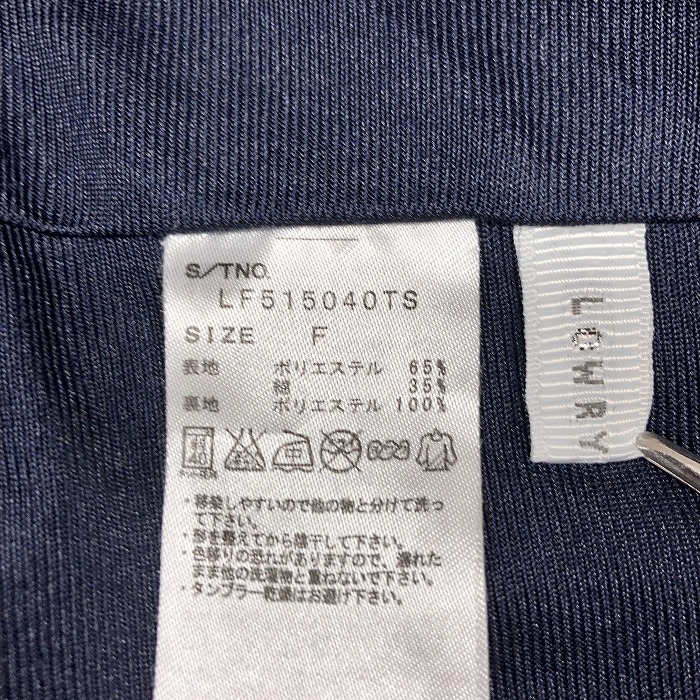 S/TNO.
LF515040TS
SIZE F
表地 ポリエステル 65%
綿 35%
裏地 ポリエステル 100%
・移染しやすいので他の物と分けて洗っ
て下さい。
・形を整えてから陰干して下さい。
・色移りの恐れがありますので、濡れた
まま他の洗濯物と重ねないで下さい。
・タンブラー乾燥はお避け下さい。
LOWRY